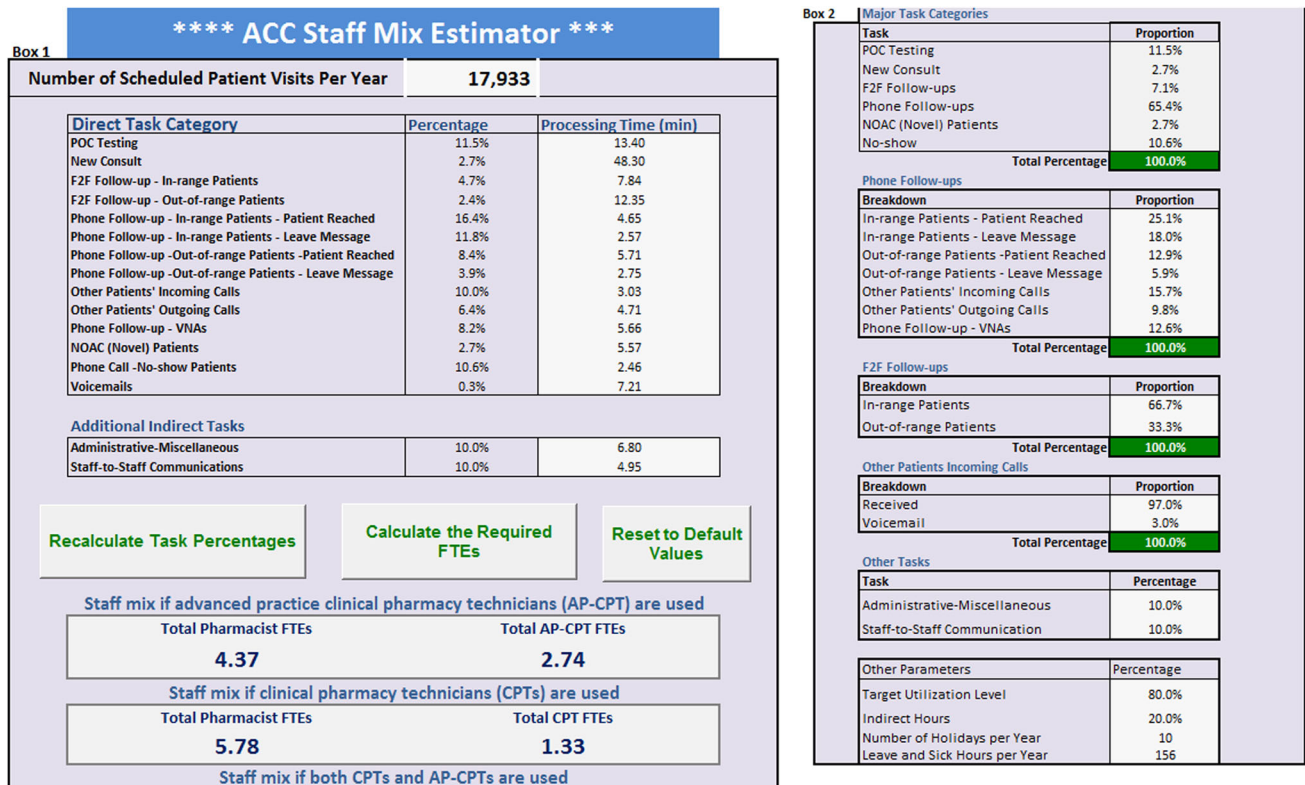 **** ACC Staff Mix Estimator ***
Box 1
Number of Scheduled Patient Visits Per Year 17,933
Direct Task Category Percentage Processing Time (min)
POC Testing 11.5% 13.40
New Consult 2.7% 48.30
F2F Follow-up - In-range Patients 4.7% 7.84
F2F Follow-up - Out-of-range Patients 2.4% 12.35
Phone Follow-up - In-range Patients - Patient Reached 16.4% 4.65
Phone Follow-up - In-range Patients - Leave Message 11.8% 2.57
Phone Follow-up -Out-of-range Patients -Patient Reached 8.4% 5.71
Phone Follow-up -Out-of-range Patients - Leave Message 3.9% 2.75
Other Patients' Incoming Calls 10.0% 3.03
Other Patients' Outgoing Calls 6.4% 4.71
Phone Follow-up - VNAs 8.2% 5.66
NOAC (Novel) Patients 2.7% 5.57
Phone Call -No-show Patients 10.6% 2.46
Voicemails 0.3% 7.21
Additional Indirect Tasks
Administrative-Miscellaneous 10.0% 6.80
Staff-to-Staff Communications 10.0% 4.95
Recalculate Task Percentages
Calculate the Required
FTEs
Reset to Default
Values
Staff mix if advanced practice clinical pharmacy technicians (AP-CPT) are used
Total Pharmacist FTEs Total AP-CPT FTEs
4.37 2.74
Staff mix if clinical pharmacy technicians (CPTs) are used
Total Pharmacist FTEs Total CPT FTEs
5.78 1.33
Staff mix if both CPTs and AP-CPTs are used
Box 2
Major Task Categories
Task Proportion
POC Testing 11.5%
New Consult 2.7%
F2F Follow-ups 7.1%
Phone Follow-ups 65.4%
NOAC (Novel) Patients 2.7%
No-show 10.6%
Total Percentage 100.0%
Phone Follow-ups
Breakdown Proportion
In-range Patients - Patient Reached 25.1%
In-range Patients - Leave Message 18.0%
Out-of-range Patients -Patient Reached 12.9%
Out-of-range Patients - Leave Message 5.9%
Other Patients' Incoming Calls 15.7%
Other Patients' Outgoing Calls 9.8%
Phone Follow-up - VNAs 12.6%
Total Percentage 100.0%
F2F Follow-ups
Breakdown Proportion
In-range Patients 66.7%
Out-of-range Patients 33.3%
Total Percentage 100.0%
Other Patients Incoming Calls
Breakdown Proportion
Received 97.0%
Voicemail 3.0%
Total Percentage 100.0%
Other Tasks
Task Percentage
Administrative-Miscellaneous 10.0%
Staff-to-Staff Communication 10.0%
Other Parameters Percentage
Target Utilization Level 80.0%
Indirect Hours 20.0%
Number of Holidays per Year 10
Leave and Sick Hours per Year 156